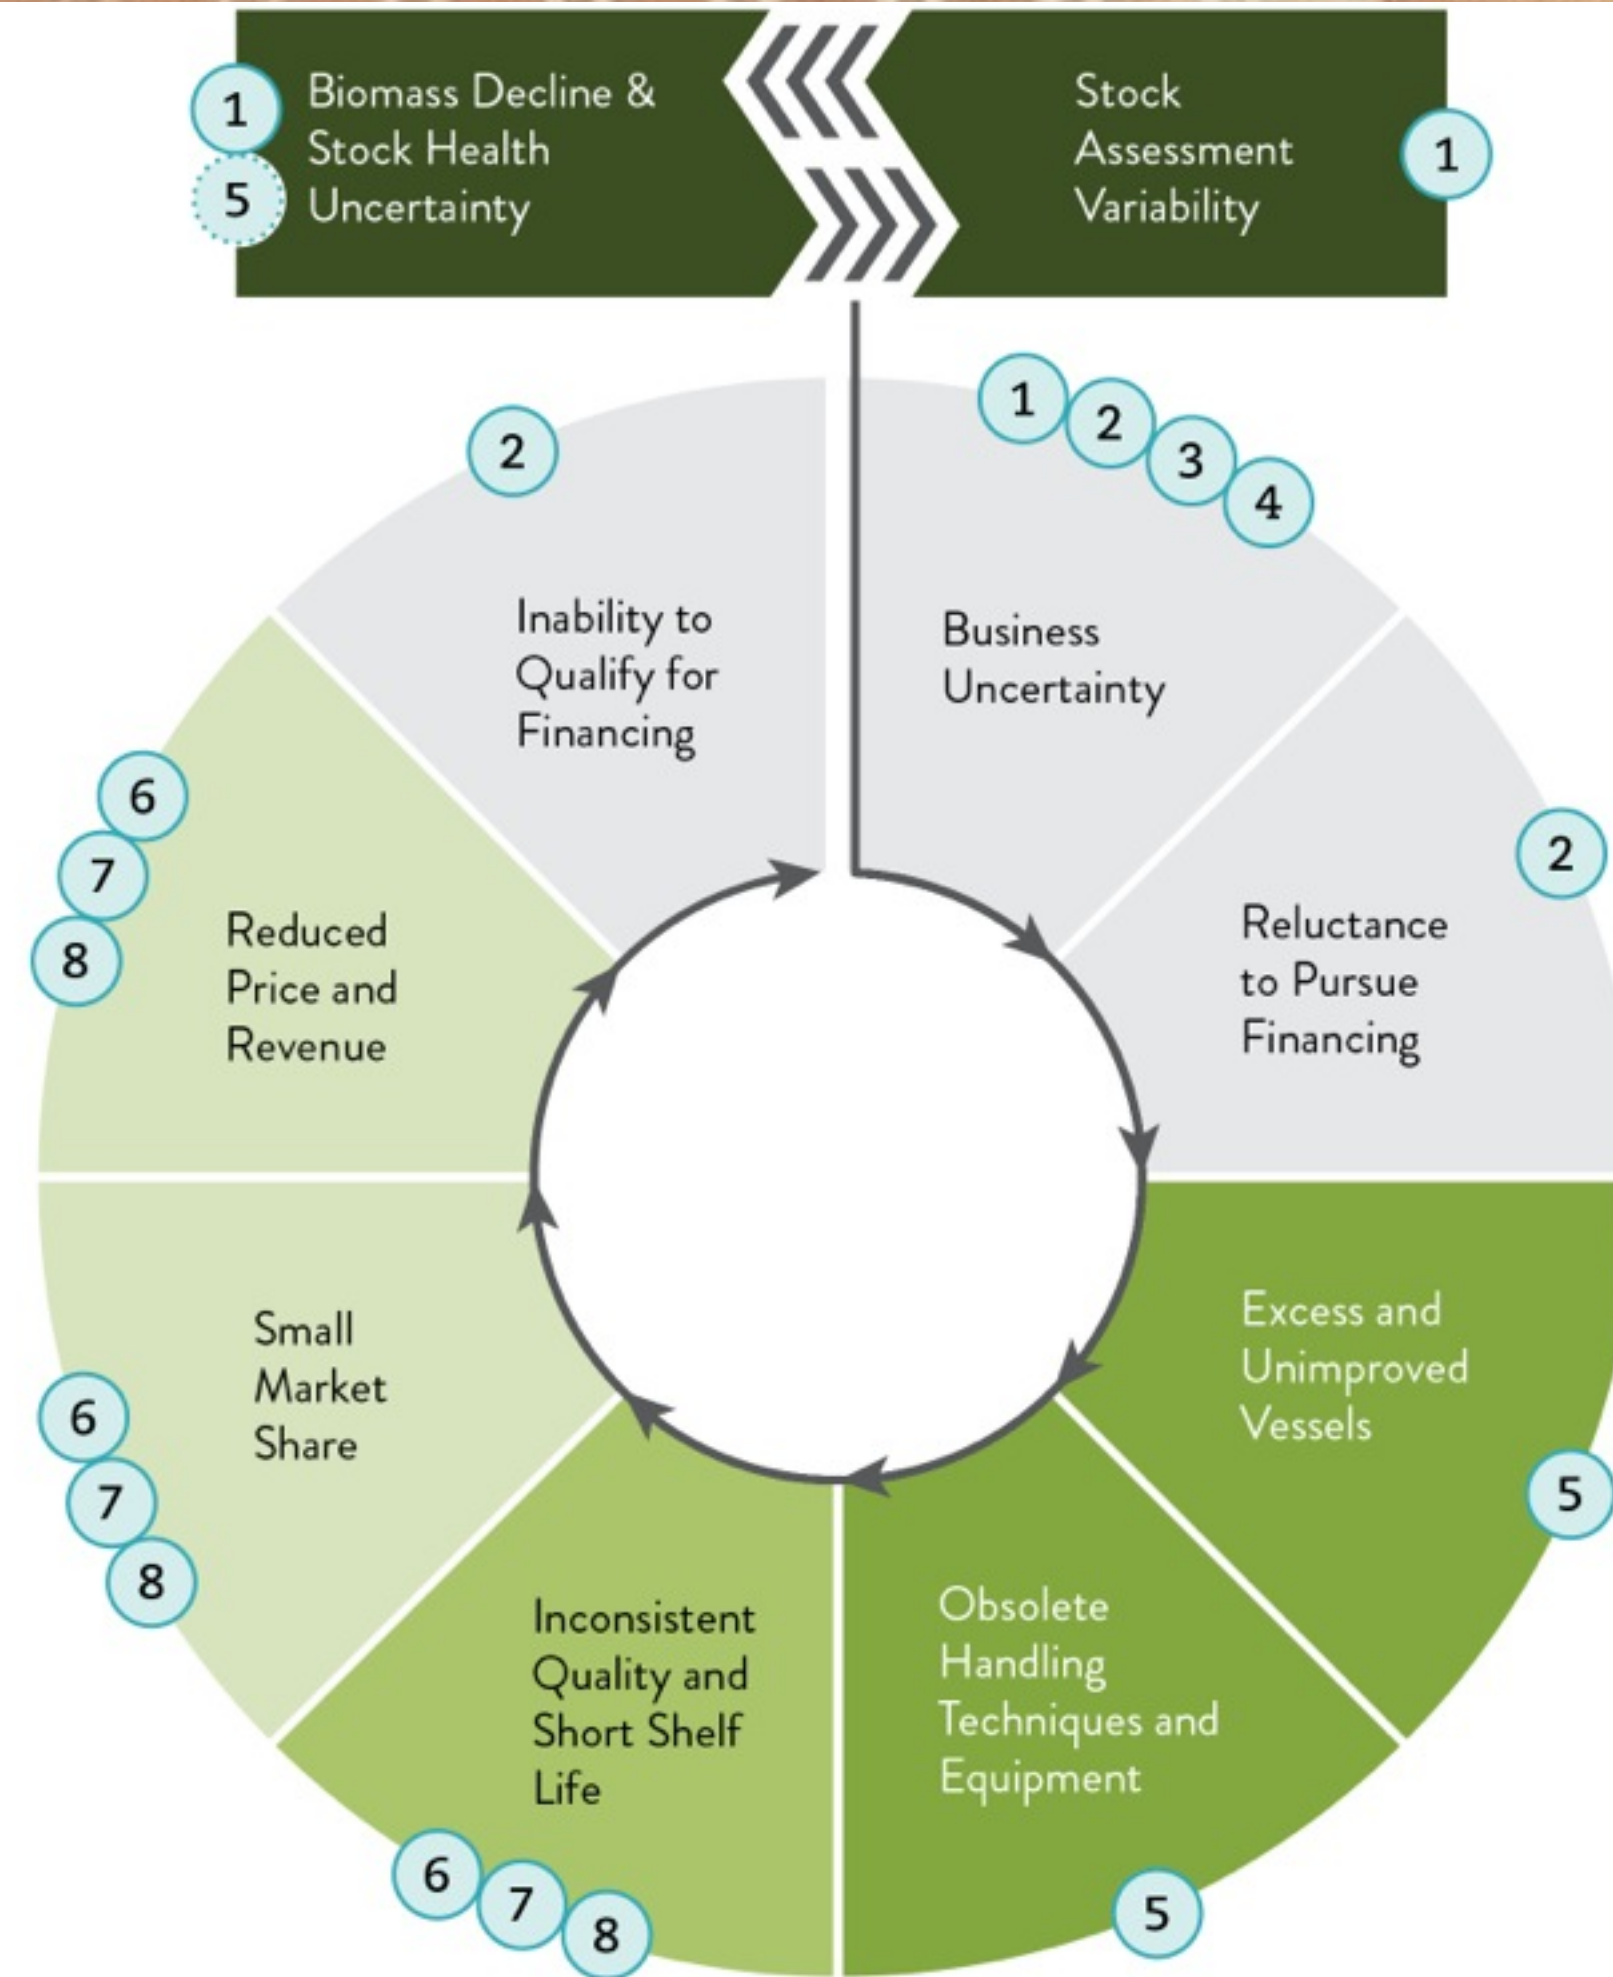 1
Biomass Decline &
Stock Health
Uncertainty
5
Stock
Assessment
Variability
1
1
2
3
4
Business
Uncertainty
2
Reluctance
to Pursue
Financing
Excess and
Unimproved
Vessels
5
Obsolete
Handling
Techniques and
Equipment
5
Inconsistent
Quality and
Short Shelf
Life
6
7
8
Small
Market
Share
6
7
8
Reduced
Price and
Revenue
6
7
8
Inability to
Qualify for
Financing
2